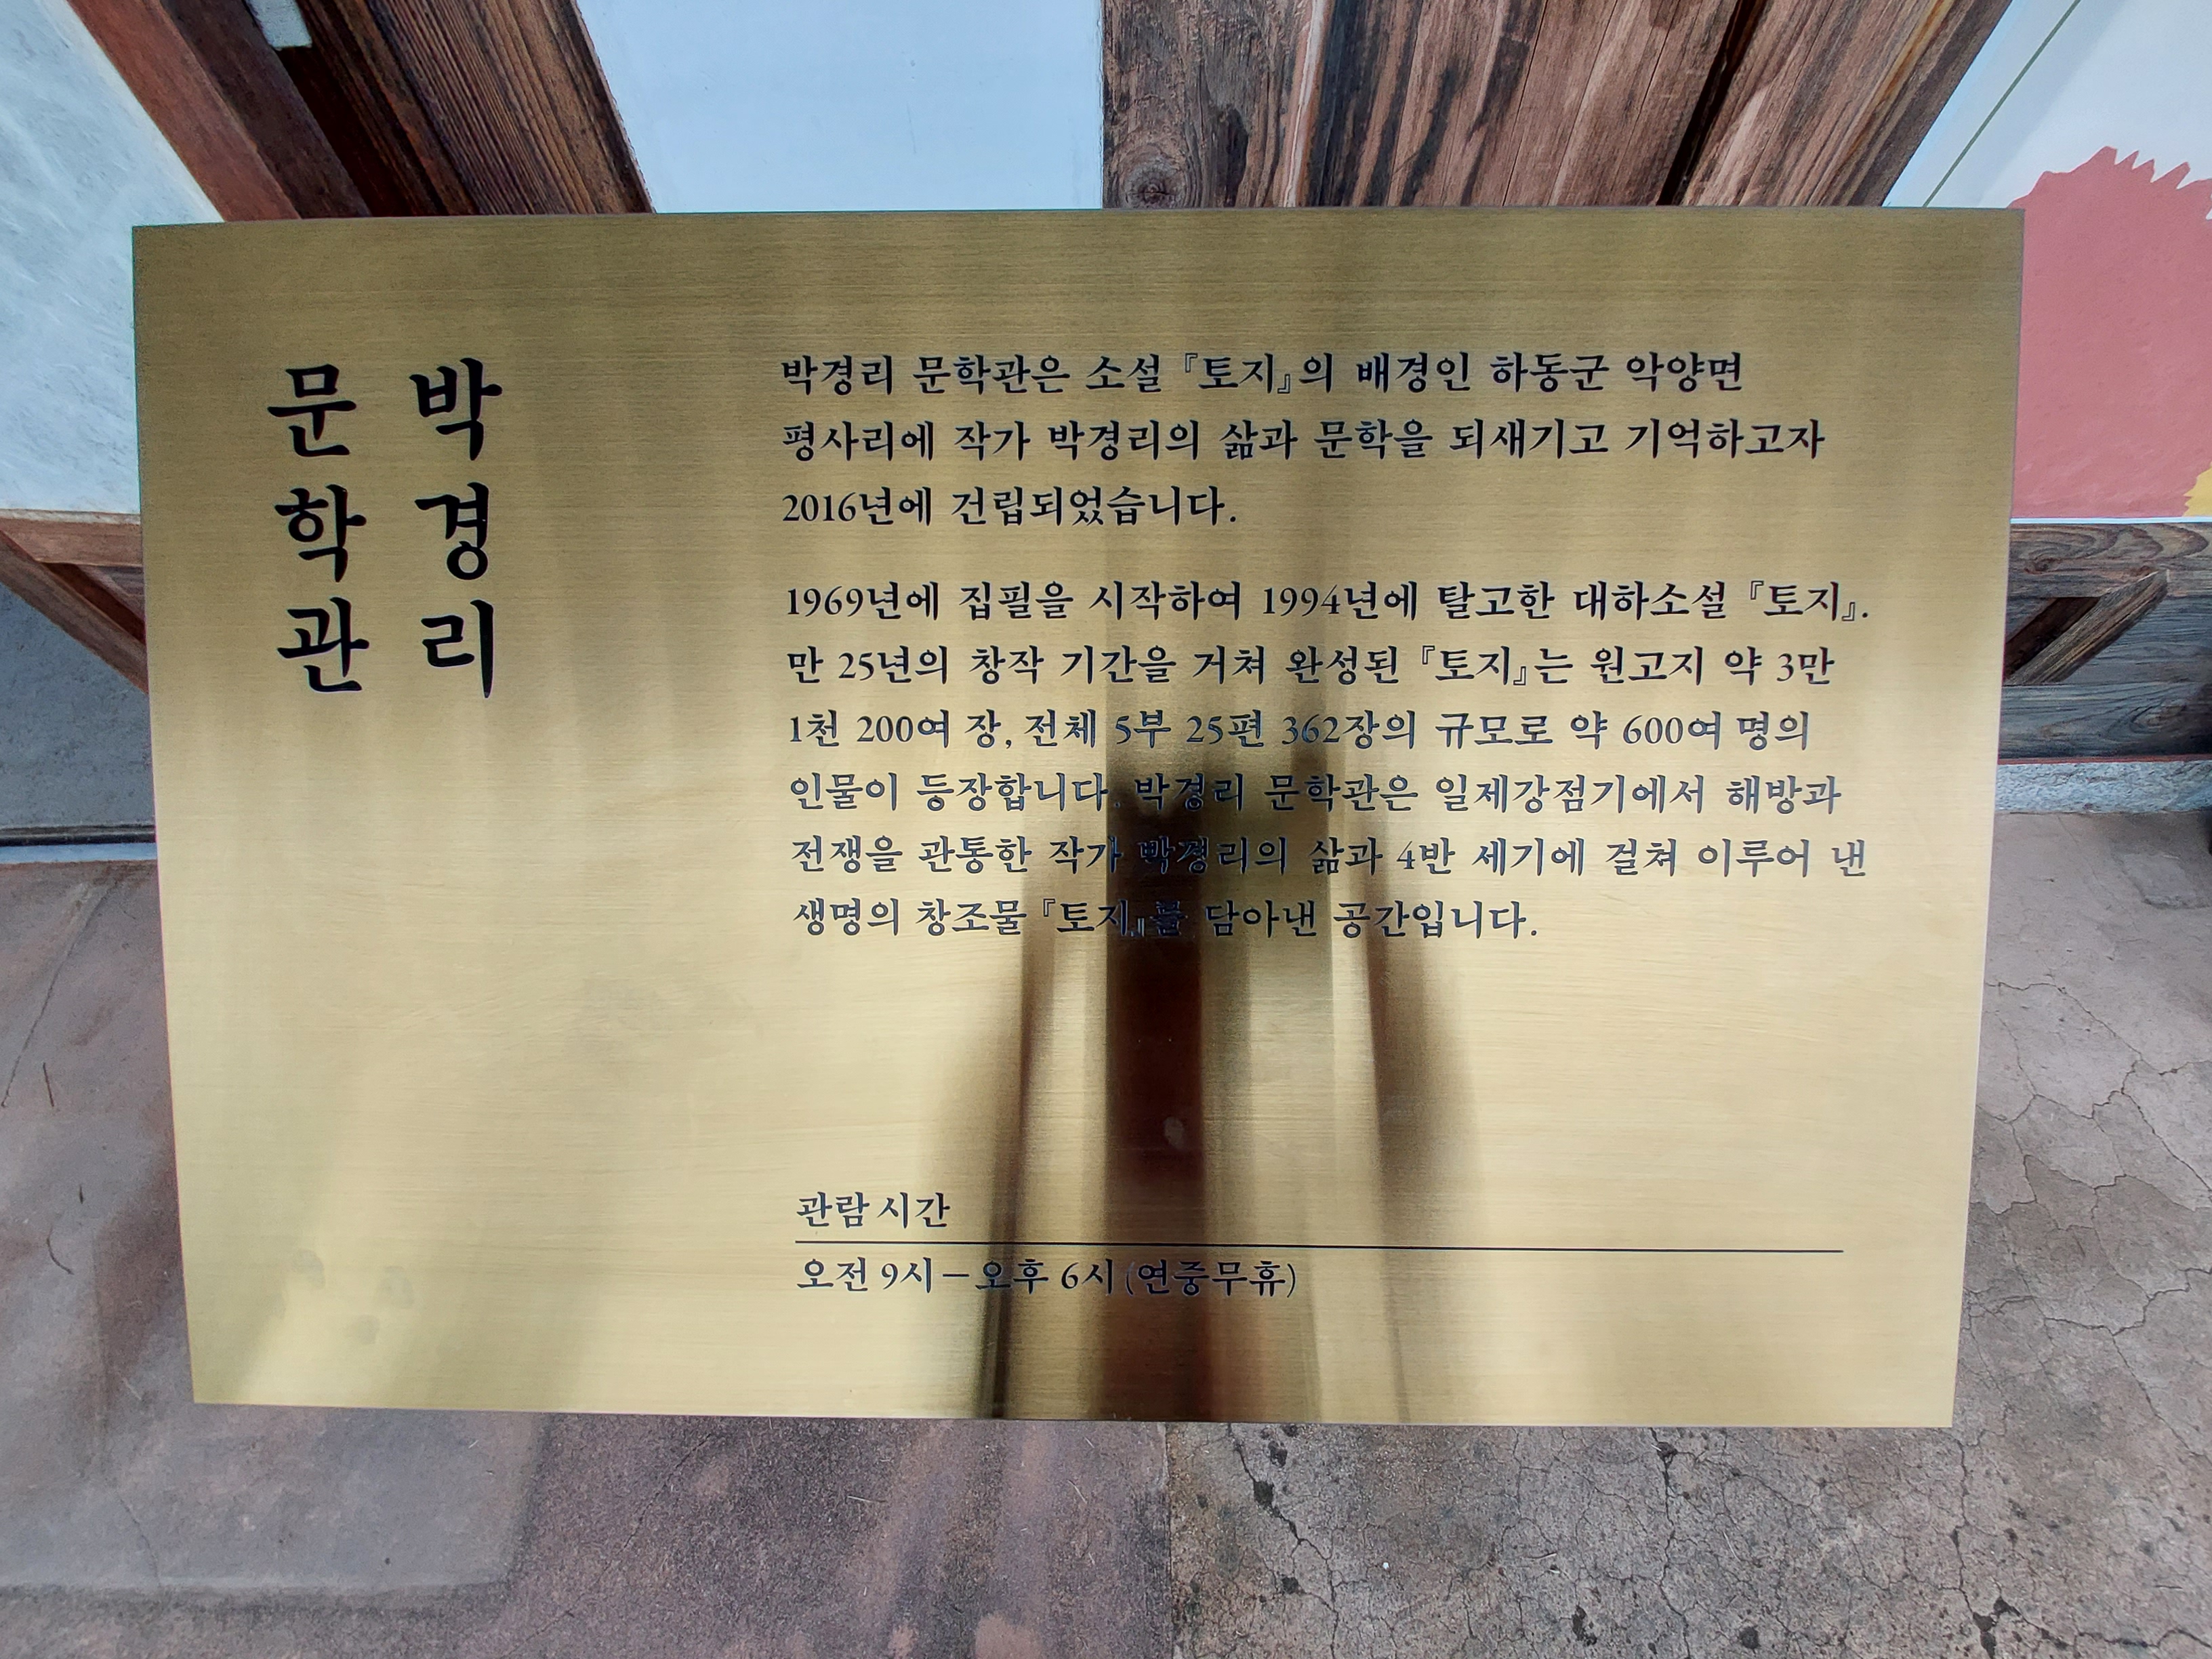 박경리
문학관
박경리 문학관은 소설 『토지』의 배경인 하동군 악양면
평사리에 작가 박경리의 삶과 문학을 되새기고 기억하고자
2016년에 건립되었습니다.
1969년에 집필을 시작하여 1994년에 탈고한 대하소설 『토지』.
만 25년의 창작 기간을 거쳐 완성된 『토지』는 원고지 약 3만
1천 200여 장, 전체 5부 25편 362장의 규모로 약 600여 명의
인물이 등장합니다. 박경리 문학관은 일제강점기에서 해방과
전쟁을 관통한 작가 박경리의 삶과 4반 세기에 걸쳐 이루어 낸
생명의 창조물 『토지』를 담아낸 공간입니다.
관람 시간
오전 9시－오후 6시 (연중무휴)